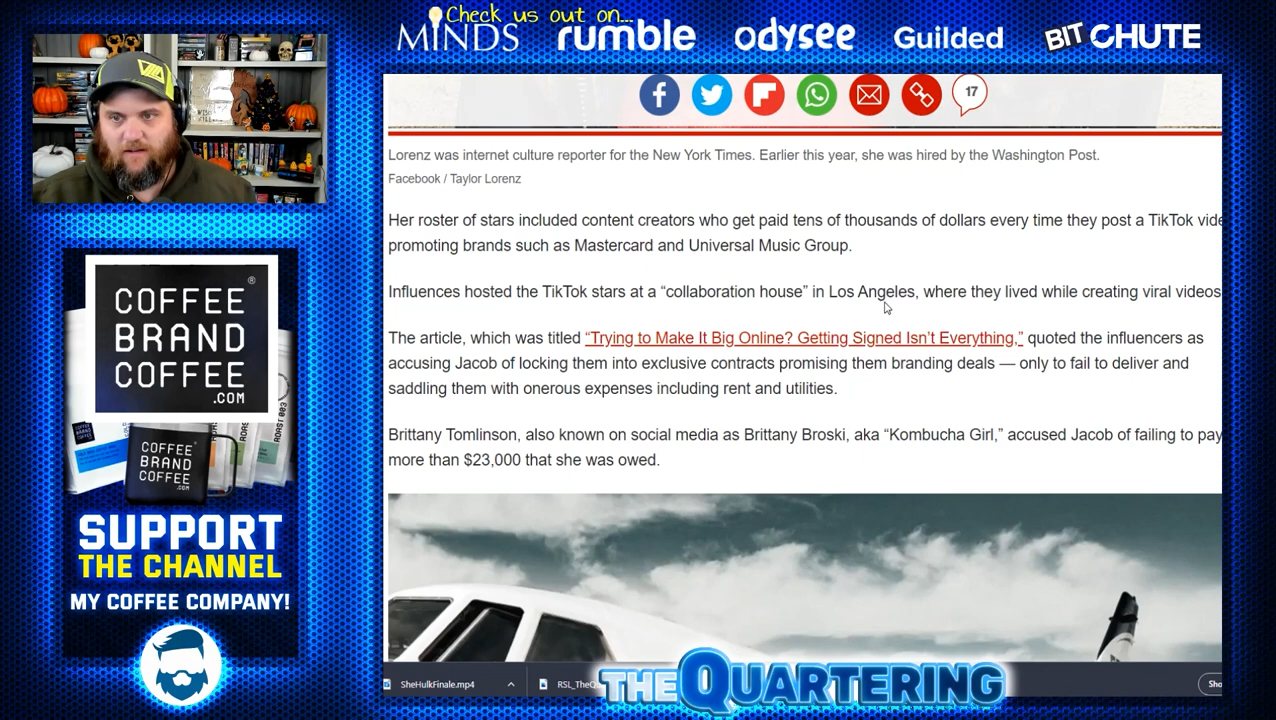 Check us out on...
MINDS rumble odysee Guilded BITCHUTE
17
Lorenz was internet culture reporter for the New York Times. Earlier this year, she was hired by the Washington Post.
Facebook / Taylor Lorenz
Her roster of stars included content creators who get paid tens of thousands of dollars every time they post a TikTok vide
promoting brands such as Mastercard and Universal Music Group.
Influences hosted the TikTok stars at a “collaboration house” in Los Angeles, where they lived while creating viral videos
The article, which was titled “Trying to Make It Big Online? Getting Signed Isn’t Everything,” quoted the influencers as
accusing Jacob of locking them into exclusive contracts promising them branding deals — only to fail to deliver and
saddling them with onerous expenses including rent and utilities.
Brittany Tomlinson, also known on social media as Brittany Broski, aka “Kombucha Girl,” accused Jacob of failing to pay
more than $23,000 that she was owed.
COFFEE
BRAND
COFFEE®
.COM
COFFEE
BRAND
COFFEE
.COM
SUPPORT
THE CHANNEL
MY COFFEE COMPANY!
SheHulkFinale.mp4
RSL_TheQu
Sho
THEQUARTERING